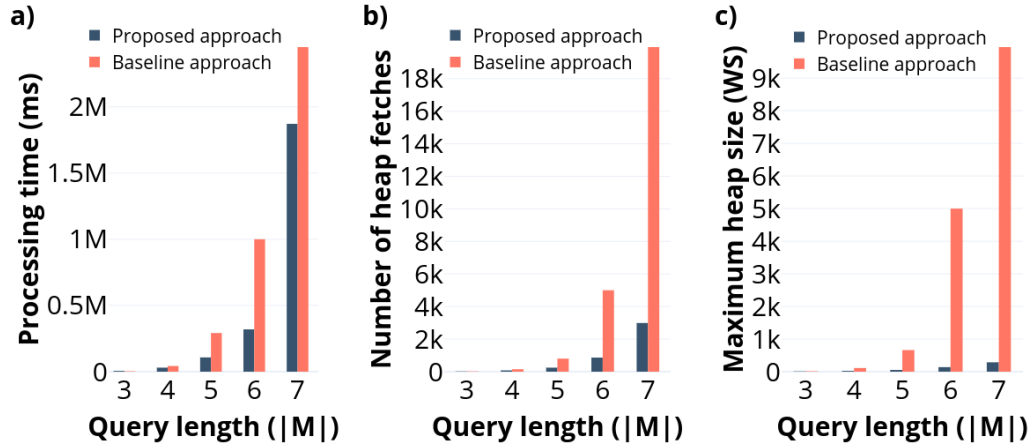 a)
Proposed approach
Baseline approach
Processing time (ms)
2M
1.5M
1M
0.5M
0
3 4 5 6 7
Query length (|M|)
b)
Proposed approach
Baseline approach
Number of heap fetches
18k
16k
14k
12k
10k
8k
6k
4k
2k
0
3 4 5 6 7
Query length (|M|)
c)
Proposed approach
Baseline approach
Maximum heap size (WS)
9k
8k
7k
6k
5k
4k
3k
2k
1k
0
3 4 5 6 7
Query length (|M|)